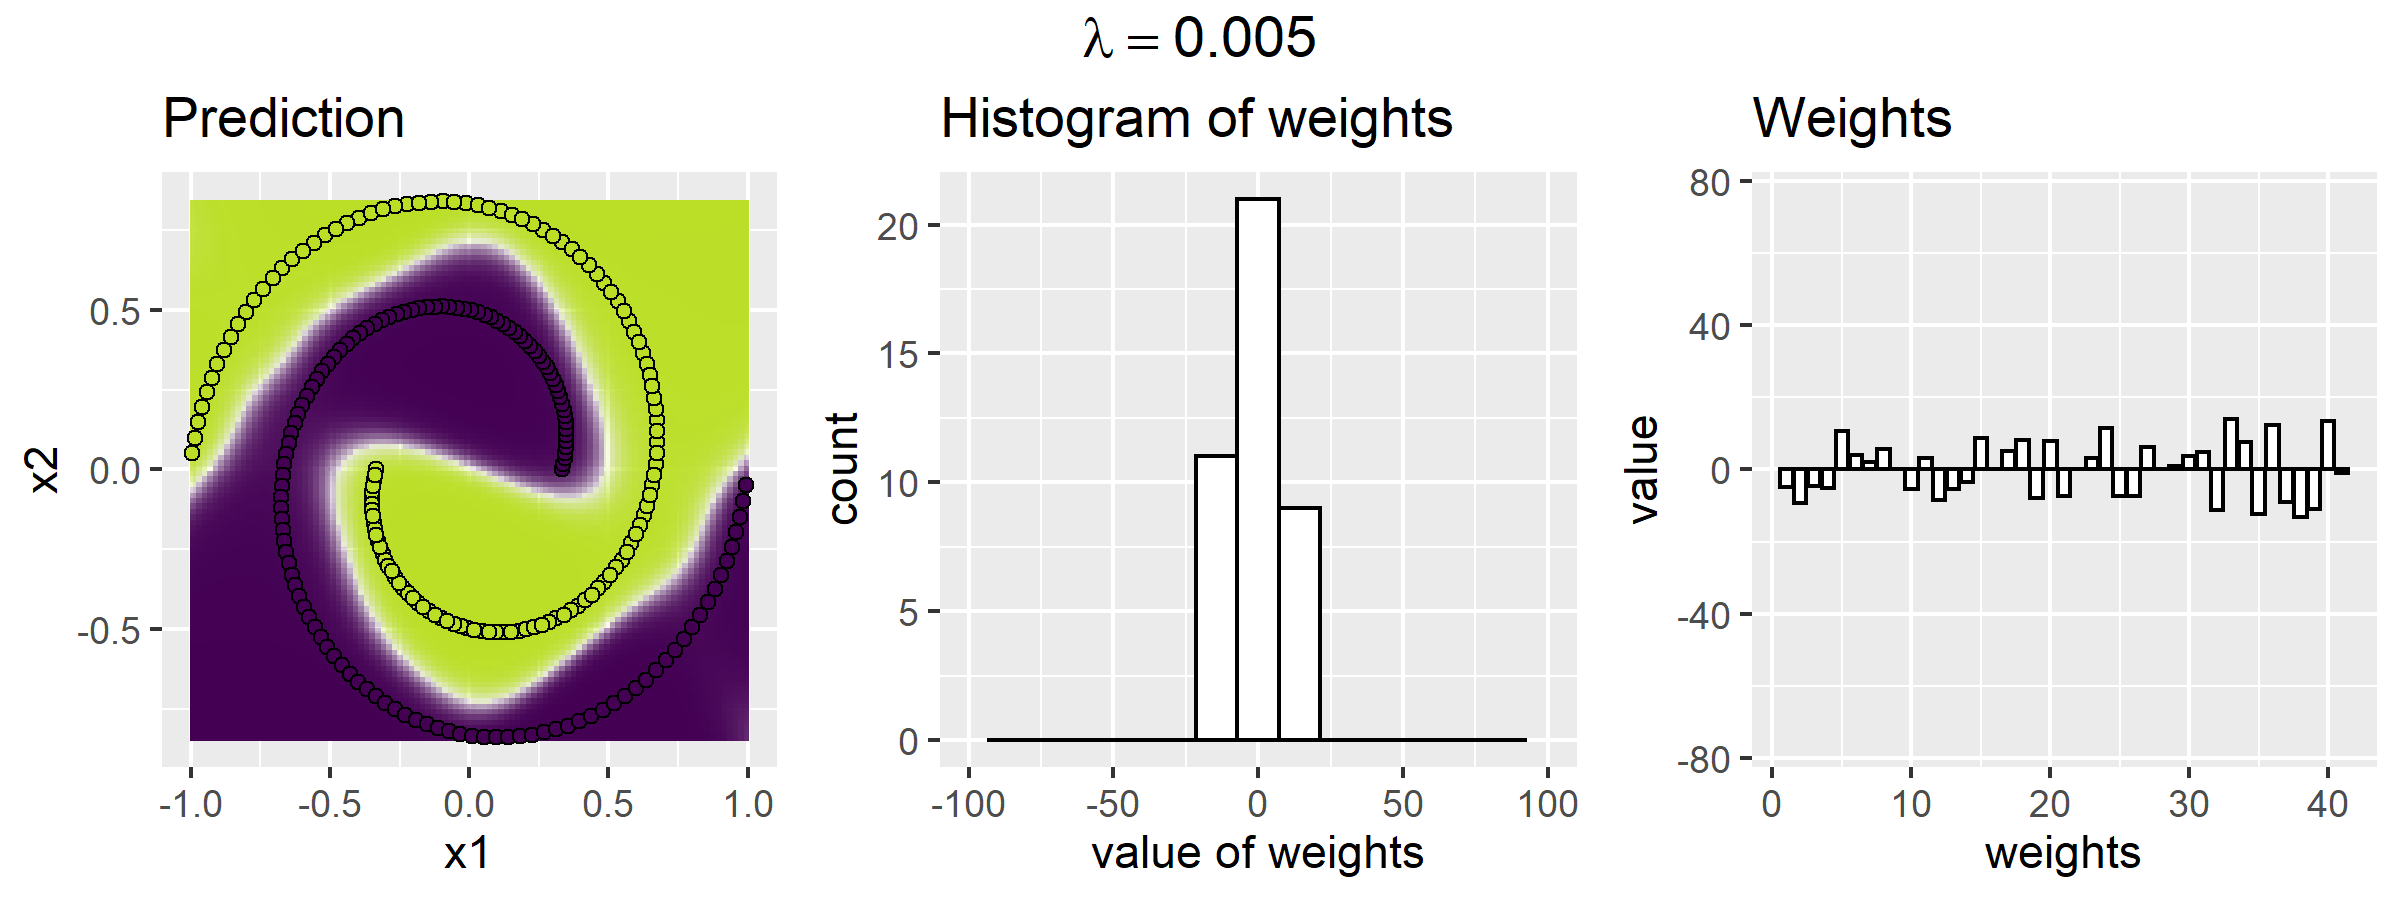 λ = 0.005
Prediction
x2
0.5
0.0
-0.5
-1.0 -0.5 0.0 0.5 1.0
x1
Histogram of weights
count
20
15
10
5
0
-100 -50 0 50 100
value of weights
Weights
value
80
40
0
-40
-80
0 10 20 30 40
weights